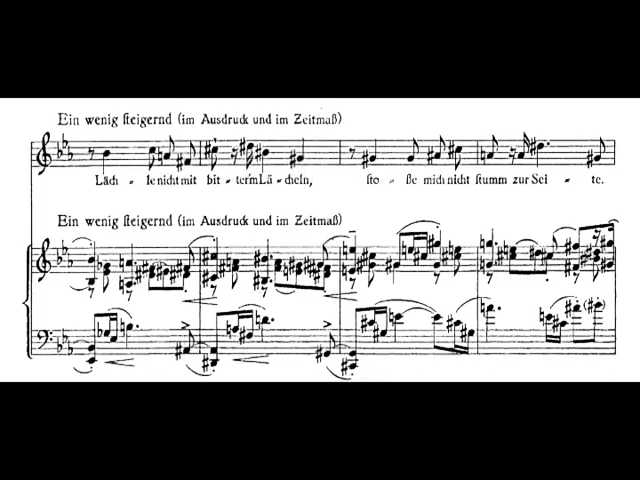 Ein wenig steigernd (im Ausdruck und im Zeitmaß)
Läch - le nicht mit bit - term Lä - cheln, sto - ße mich nicht stumm zur Sei - te.
Ein wenig steigernd (im Ausdruck und im Zeitmaß)